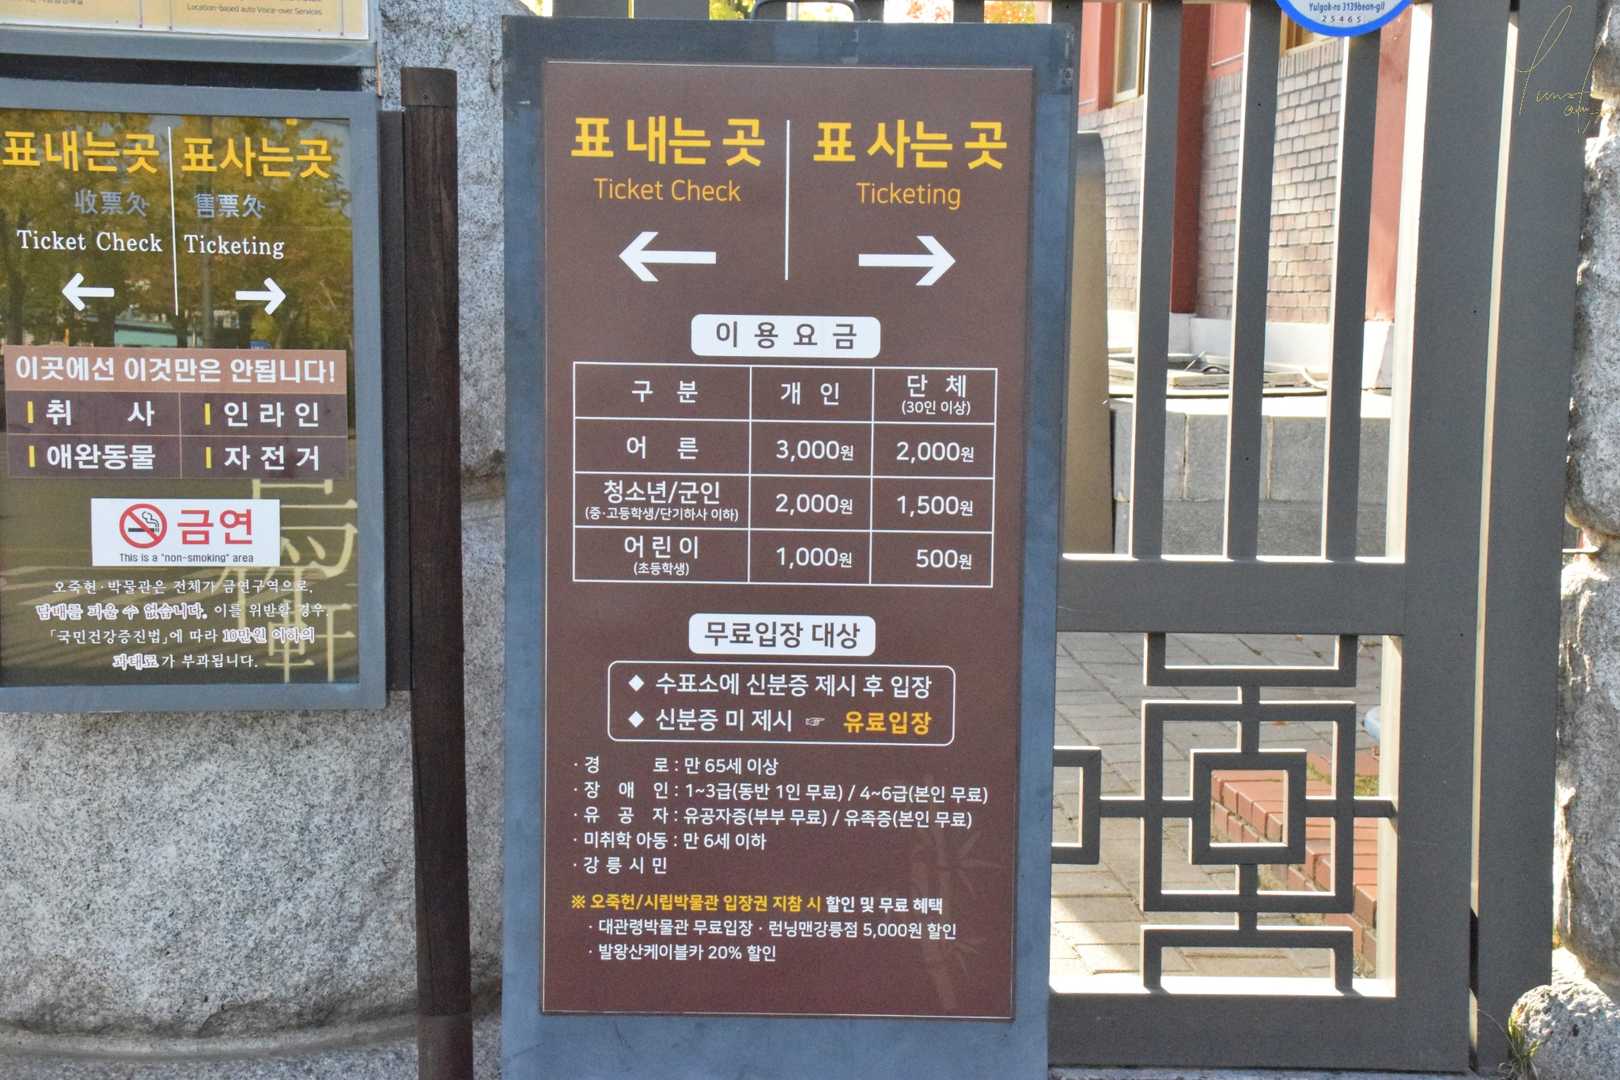 Location-based auto Voice-over Services
표내는곳 표사는곳
收票处 售票处
Ticket Check Ticketing
이곳에선 이것만은 안됩니다!
취 사 인 라 인
애완동물 자 전 거
금연
This is a "non-smoking" area
오죽헌·박물관은 전체가 금연구역으로,
담배를 피울 수 없습니다. 이를 위반할 경우,
「국민건강증진법」에 따라 10만원 이하의
과태료가 부과됩니다.
표 내는 곳 표 사는 곳
Ticket Check Ticketing
이 용 요 금
구 분 개 인 단 체
(30인 이상)
어 른 3,000원 2,000원
청소년/군인 2,000원 1,500원
(중·고등학생/단기하사 이하)
어 린 이 1,000원 500원
(초등학생)
무료입장 대상
◆ 수표소에 신분증 제시 후 입장
◆ 신분증 미 제시 ☞ 유료입장
· 경 로 : 만 65세 이상
· 장 애 인 : 1~3급(동반 1인 무료) / 4~6급(본인 무료)
· 유 공 자 : 유공자증(부부 무료) / 유족증(본인 무료)
· 미취학 아동 : 만 6세 이하
· 강 릉 시 민
※ 오죽헌/시립박물관 입장권 지참 시 할인 및 무료 혜택
· 대관령박물관 무료입장 · 런닝맨강릉점 5,000원 할인
· 발왕산케이블카 20% 할인
Yulgok-ro 3139beon-gil
25465